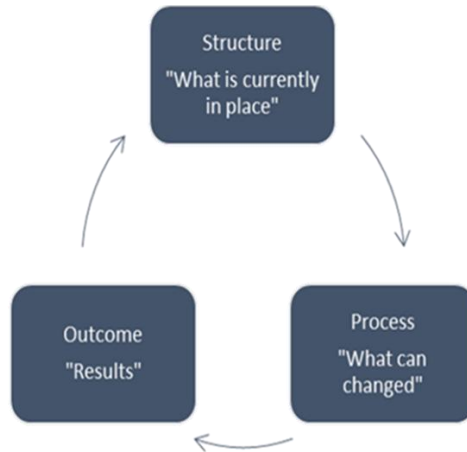 Structure
"What is currently
in place"
Outcome
"Results"
Process
"What can
changed"